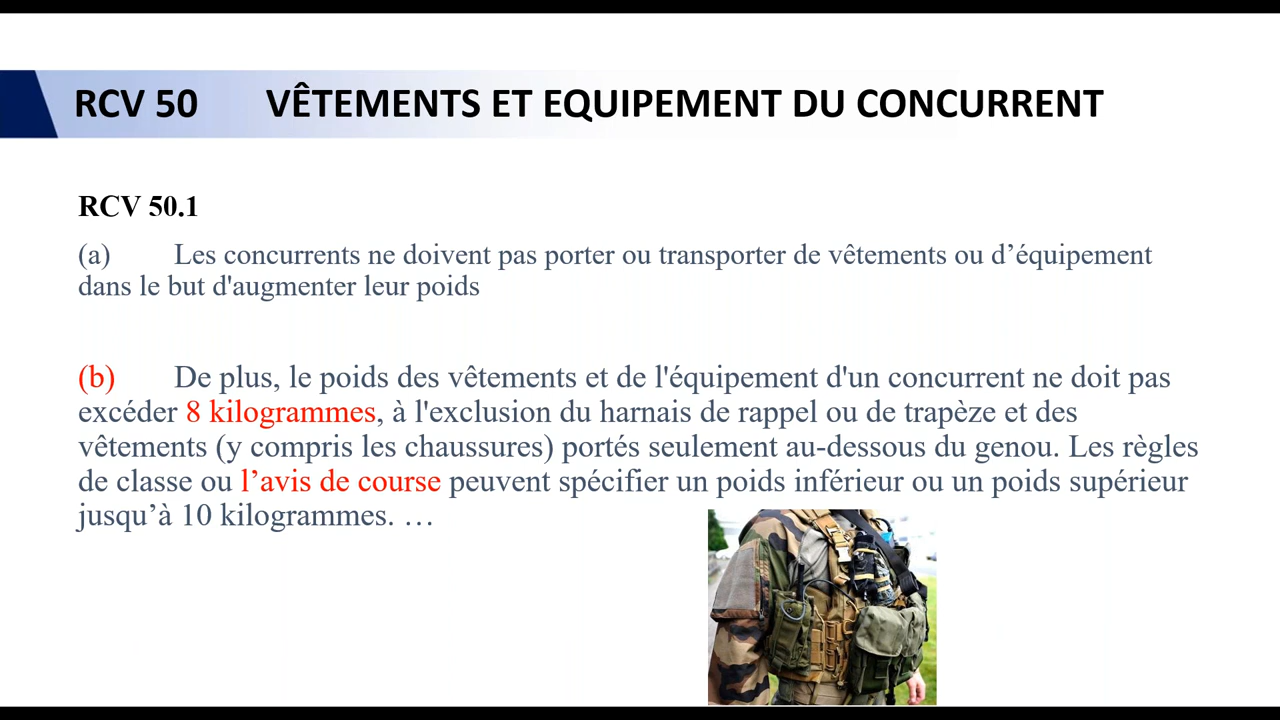 RCV 50 VÊTEMENTS ET EQUIPEMENT DU CONCURRENT
RCV 50.1
(a) Les concurrents ne doivent pas porter ou transporter de vêtements ou d’équipement
dans le but d'augmenter leur poids
(b) De plus, le poids des vêtements et de l'équipement d'un concurrent ne doit pas
excéder 8 kilogrammes, à l'exclusion du harnais de rappel ou de trapèze et des
vêtements (y compris les chaussures) portés seulement au-dessous du genou. Les règles
de classe ou l’avis de course peuvent spécifier un poids inférieur ou un poids supérieur
jusqu’à 10 kilogrammes. …